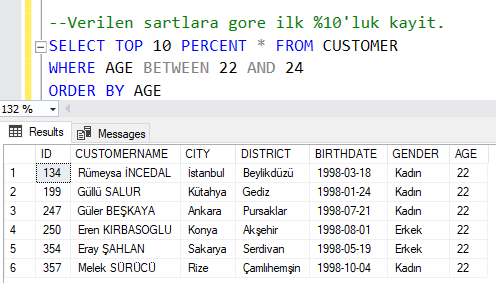 --Verilen sartlara gore ilk %10'luk kayit.
SELECT TOP 10 PERCENT * FROM CUSTOMER
WHERE AGE BETWEEN 22 AND 24
ORDER BY AGE
132 %
Results Messages
ID CUSTOMERNAME CITY DISTRICT BIRTHDATE GENDER AGE
1 134 Rümeysa İNCEDAL İstanbul Beylikdüzü 1998-03-18 Kadın 22
2 199 Güllü SALUR Kütahya Gediz 1998-01-24 Kadın 22
3 247 Güler BEŞKAYA Ankara Pursaklar 1998-07-21 Kadın 22
4 250 Eren KIRBASOGLU Konya Akşehir 1998-08-01 Erkek 22
5 354 Eray ŞAHLAN Sakarya Serdivan 1998-05-19 Erkek 22
6 357 Melek SÜRÜCÜ Rize Çamlıhemşin 1998-10-04 Kadın 22